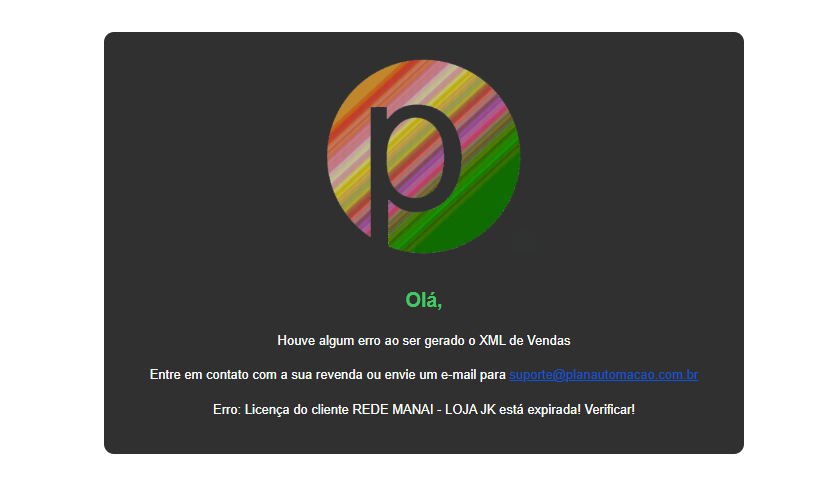 p
Olá,
Houve algum erro ao ser gerado o XML de Vendas
Entre em contato com a sua revenda ou envie um e-mail para suporte@planautomacao.com.br
Erro: Licença do cliente REDE MANAI - LOJA JK está expirada! Verificar!